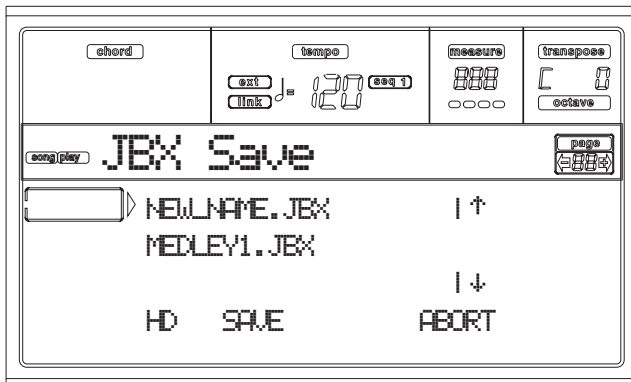 chord tempo measure transpose
ext ♩= 120 seq 1 888 C 0
link octave
song play JBX Save page
88
NEW_NAME.JBX |↑
MEDLEY1.JBX
|↓
HD SAVE ABORT